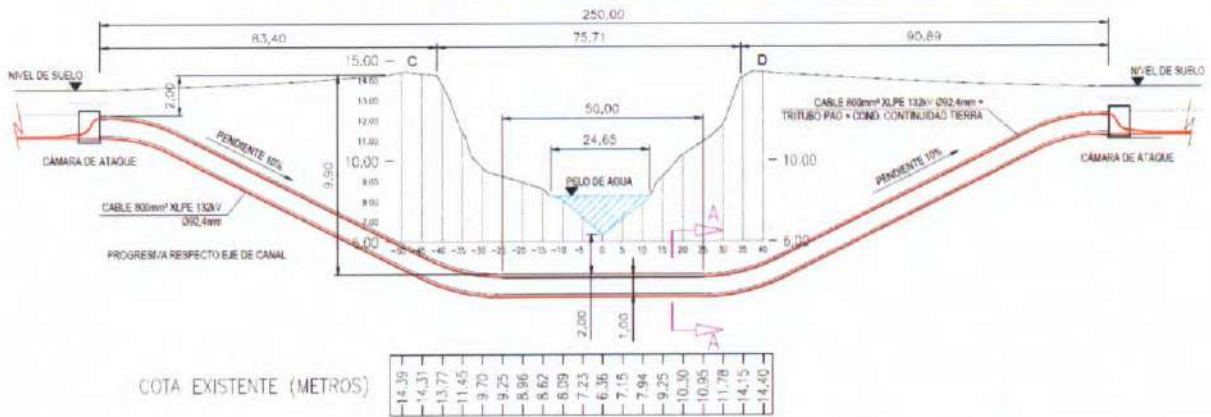 250,00
83,40
75,71
90,89
15.00
C
D
NIVEL DE SUELO
NIVEL DE SUELO
2,00
14.00
13.00
12.00
11.00
10.00
9.00
8.00
7.00
10.00
50,00
24,65
PELO DE AGUA
CABLE 800mm² XLPE 132kV Ø92,4mm +
TRITUBO PAD + COND. CONTINUIDAD TIERRA
PENDIENTE 10%
PENDIENTE 10%
10.00
CÁMARA DE ATAQUE
CÁMARA DE ATAQUE
9,90
CABLE 800mm² XLPE 132kV
Ø92,4mm
A
5.00
-50 -45 -40 -35 -30 -25 -20 -15 -10 -5 0 5 10 15 20 25 30 35 40
PROGRESIVA RESPECTO EJE DE CANAL
2,00
1,00
A
COTA EXISTENTE (METROS)
14.39 14.31 13.77 11.45 9.70 9.25 8.96 8.62 8.09 7.23 6.36 7.15 7.94 9.25 10.30 10.95 11.78 14.15 14.40